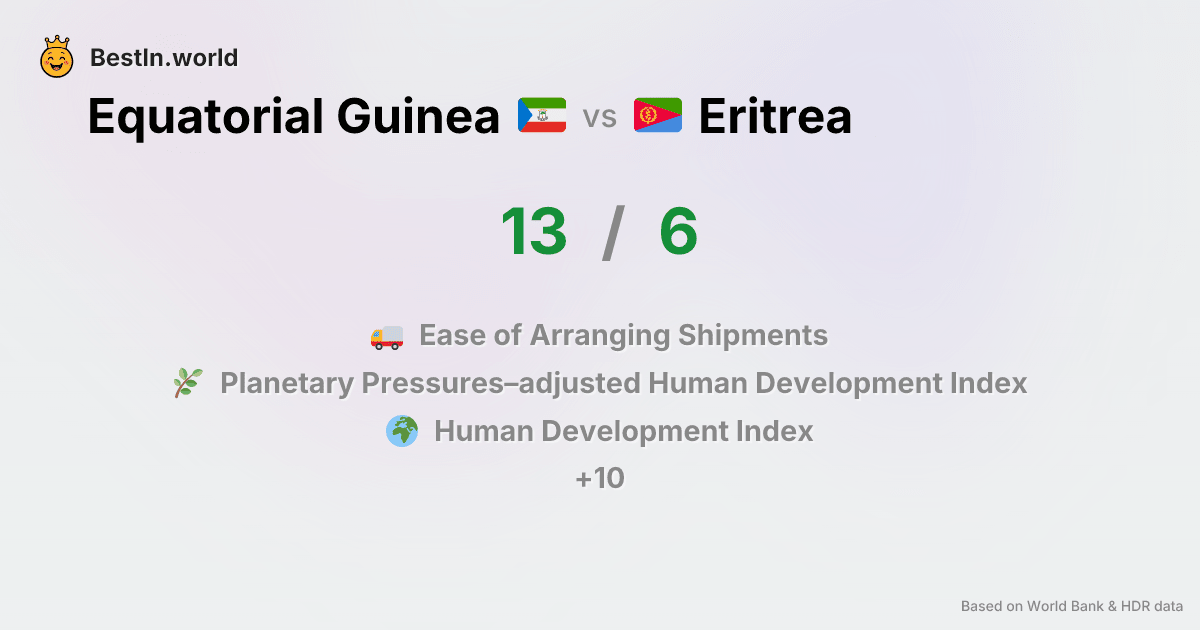 BestIn.world
Equatorial Guinea vs Eritrea
13 / 6
Ease of Arranging Shipments
Planetary Pressures–adjusted Human Development Index
Human Development Index
+10
Based on World Bank & HDR data